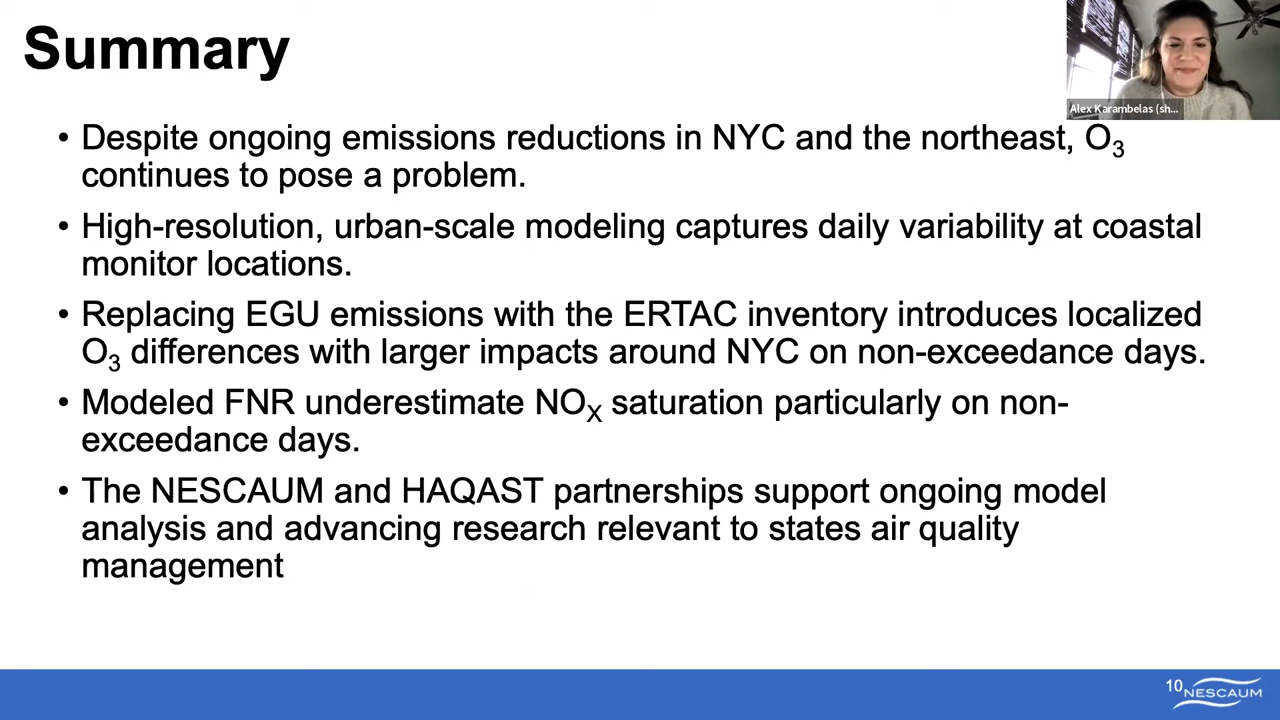 Summary
Alex Karambelas (sh...
• Despite ongoing emissions reductions in NYC and the northeast, O3
continues to pose a problem.
• High-resolution, urban-scale modeling captures daily variability at coastal
monitor locations.
• Replacing EGU emissions with the ERTAC inventory introduces localized
O3 differences with larger impacts around NYC on non-exceedance days.
• Modeled FNR underestimate NOX saturation particularly on non-
exceedance days.
• The NESCAUM and HAQAST partnerships support ongoing model
analysis and advancing research relevant to states air quality
management
10
NESCAUM